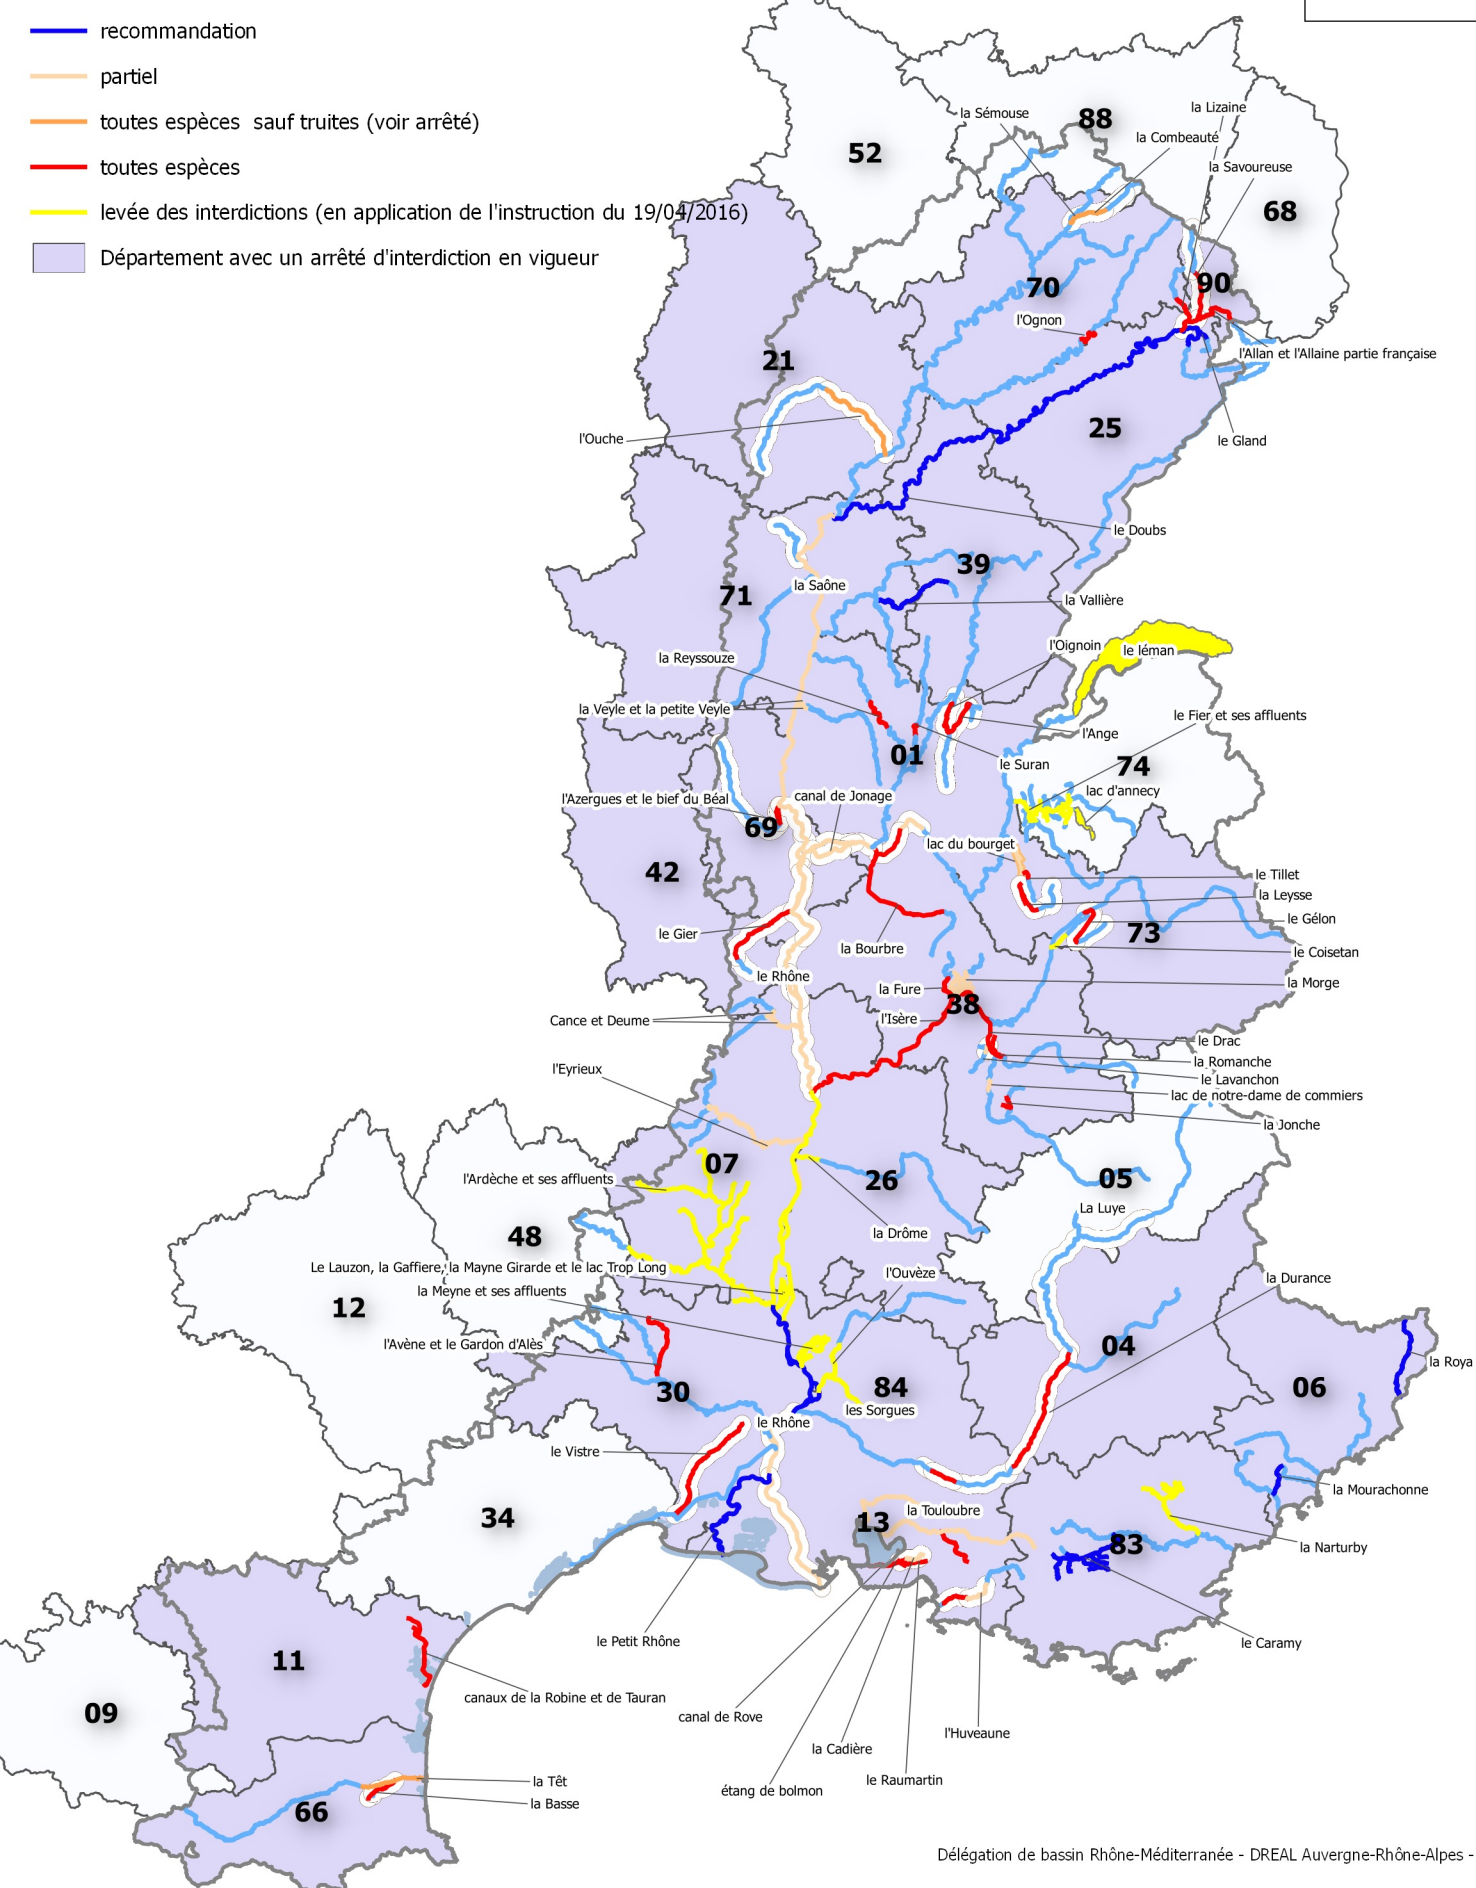 recommandation
partiel
toutes espèces  sauf truites (voir arrêté)
toutes espèces
levée des interdictions (en application de l'instruction du 19/04/2016)
Département avec un arrêté d'interdiction en vigueur
la Sémouse
88
la Lizaine
la Combeauté
52
la Savoureuse
68
70
90
l'Ognon
l'Allan et l'Allaine partie française
21
25
l'Ouche
le Gland
le Doubs
39
la Saône
71
la Vallière
l'Oignoin
le léman
la Reyssouze
la Veyle et la petite Veyle
le Fier et ses affluents
l'Ange
01
le Suran
74
lac d'annecy
l'Azergues et le bief du Béal
canal de Jonage
69
lac du bourget
42
le Tillet
la Leysse
le Gélon
le Gier
73
la Bourbre
le Coisetan
le Rhône
la Morge
la Fure
38
Cance et Deume
l'Isère
le Drac
la Romanche
l'Eyrieux
le Lavanchon
lac de notre-dame de commiers
la Jonche
07
l'Ardèche et ses affluents
26
05
La Luye
48
la Drôme
Le Lauzon, la Gaffiere, la Mayne Girarde et le lac Trop Long
l'Ouvèze
la Durance
la Meyne et ses affluents
12
l'Avène et le Gardon d'Alès
04
la Roya
30
84
06
les Sorgues
le Rhône
le Vistre
la Mourachonne
34
13
la Touloubre
83
la Narturby
le Petit Rhône
le Caramy
11
canaux de la Robine et de Tauran
09
canal de Rove
l'Huveaune
la Cadière
le Raumartin
étang de bolmon
la Têt
la Basse
66
Délégation de bassin Rhône-Méditerranée - DREAL Auvergne-Rhône-Alpes -